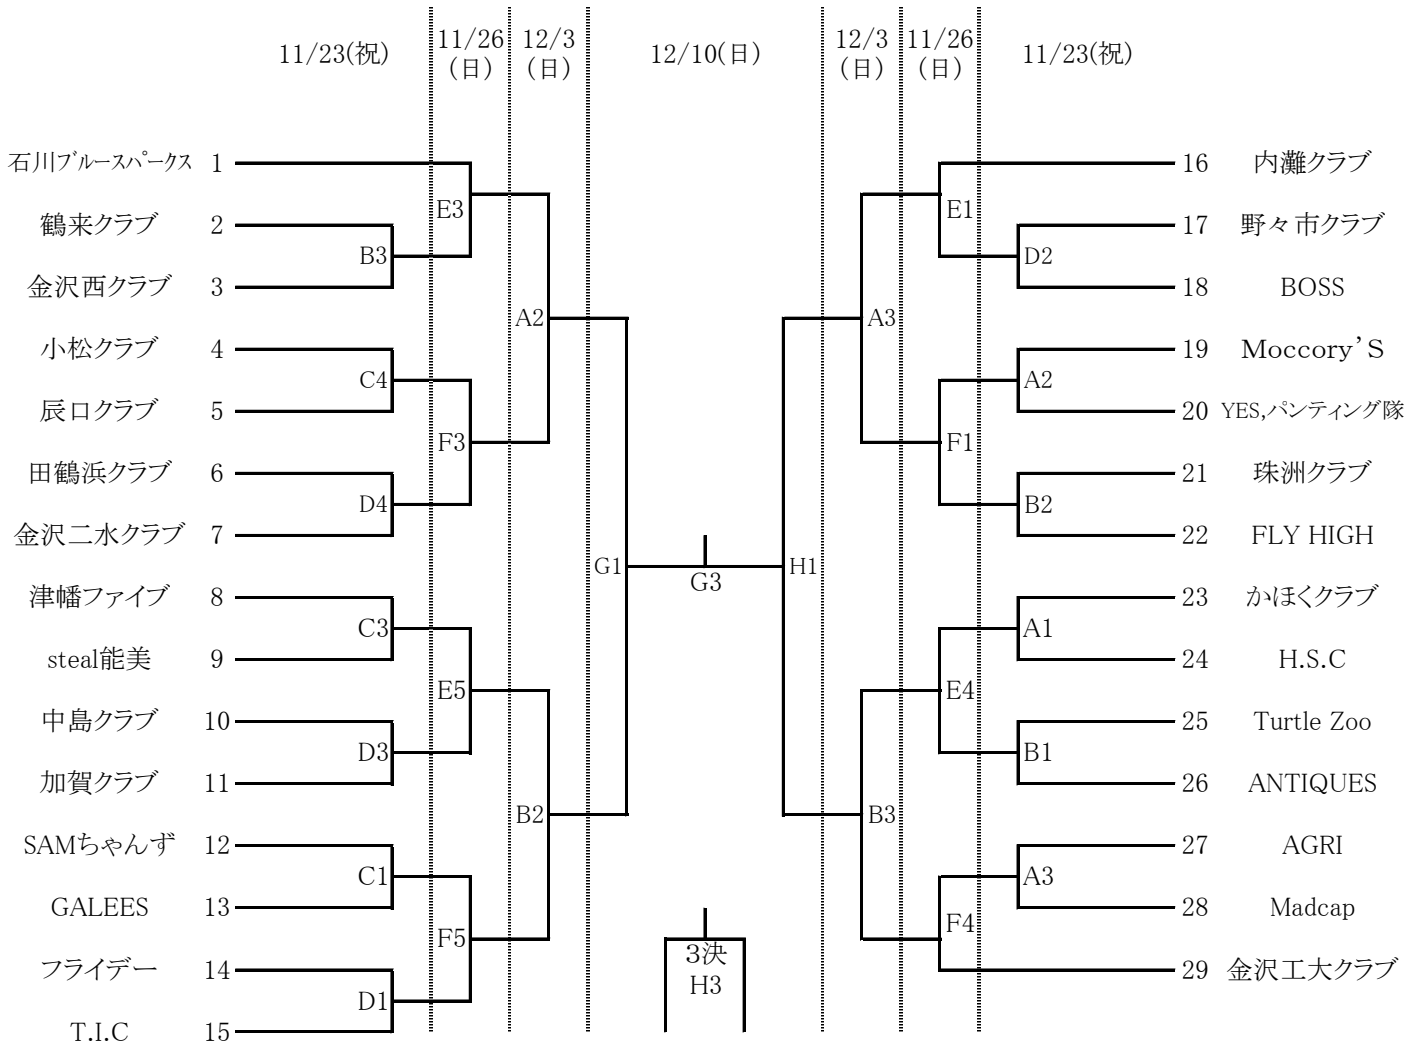 11/23(祝)
11/26
(日)
12/3
(日)
12/10(日)
12/3
(日)
11/26
(日)
11/23(祝)
石川ブルースパークス 1
16 内灘クラブ
E3
E1
鶴来クラブ 2
17 野々市クラブ
B3
D2
金沢西クラブ 3
18 BOSS
A2
A3
小松クラブ 4
19 Moccory'S
C4
A2
辰口クラブ 5
20 YES,パンティング隊
F3
F1
田鶴浜クラブ 6
21 珠洲クラブ
D4
B2
金沢二水クラブ 7
22 FLY HIGH
G1
G3
H1
津幡ファイブ 8
23 かほくクラブ
C3
A1
steal能美 9
24 H.S.C
E5
E4
中島クラブ 10
25 Turtle Zoo
D3
B1
加賀クラブ 11
26 ANTIQUES
B2
B3
SAMちゃんず 12
27 AGRI
C1
A3
GALEES 13
28 Madcap
F5
F4
3決
H3
フライデー 14
29 金沢工大クラブ
D1
T.I.C 15